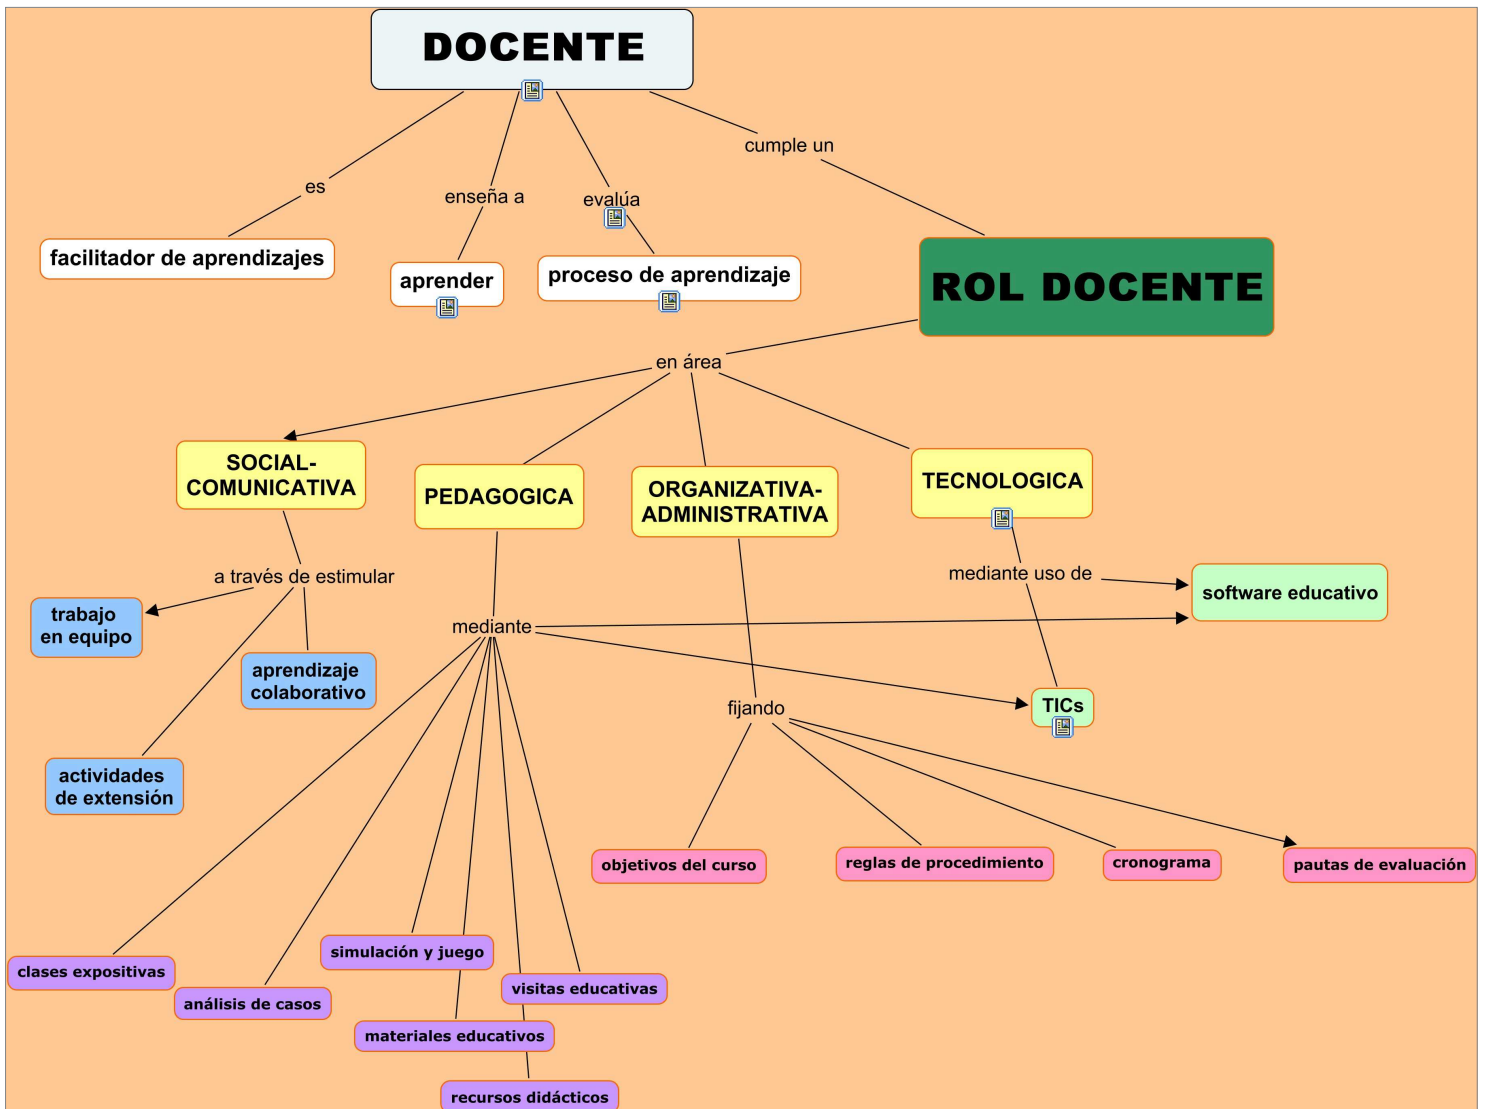 DOCENTE
cumple un
es
enseña a
evalúa
facilitador de aprendizajes
aprender
proceso de aprendizaje
ROL DOCENTE
en área
SOCIAL-
COMUNICATIVA
PEDAGOGICA
ORGANIZATIVA-
ADMINISTRATIVA
TECNOLOGICA
a través de estimular
mediante uso de
software educativo
trabajo
en equipo
mediante
aprendizaje
colaborativo
fijando
TICs
actividades
de extensión
objetivos del curso
reglas de procedimiento
cronograma
pautas de evaluación
simulación y juego
clases expositivas
visitas educativas
análisis de casos
materiales educativos
recursos didácticos